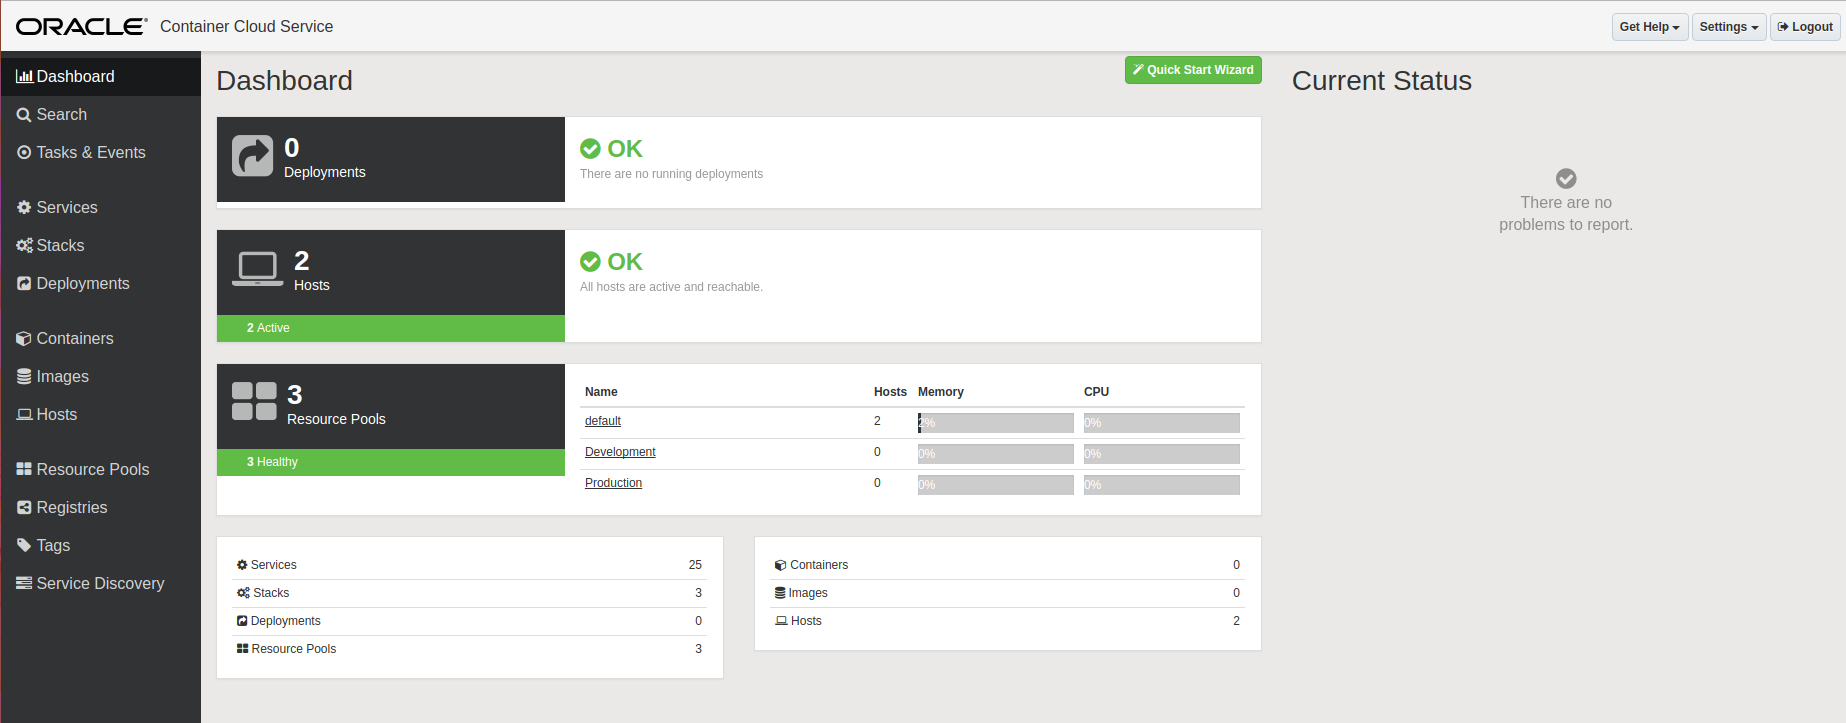 ORACLE® Container Cloud Service
Get Help
Settings
Logout
Dashboard
Search
Tasks & Events
Services
Stacks
Deployments
Containers
Images
Hosts
Resource Pools
Registries
Tags
Service Discovery
Dashboard
Quick Start Wizard
0
Deployments
OK
There are no running deployments
2
Hosts
2 Active
OK
All hosts are active and reachable.
3
Resource Pools
3 Healthy
Name Hosts Memory CPU
default 2 2% 0%
Development 0 0% 0%
Production 0 0% 0%
Services 25
Stacks 3
Deployments 0
Resource Pools 3
Containers 0
Images 0
Hosts 2
Current Status
There are no
problems to report.